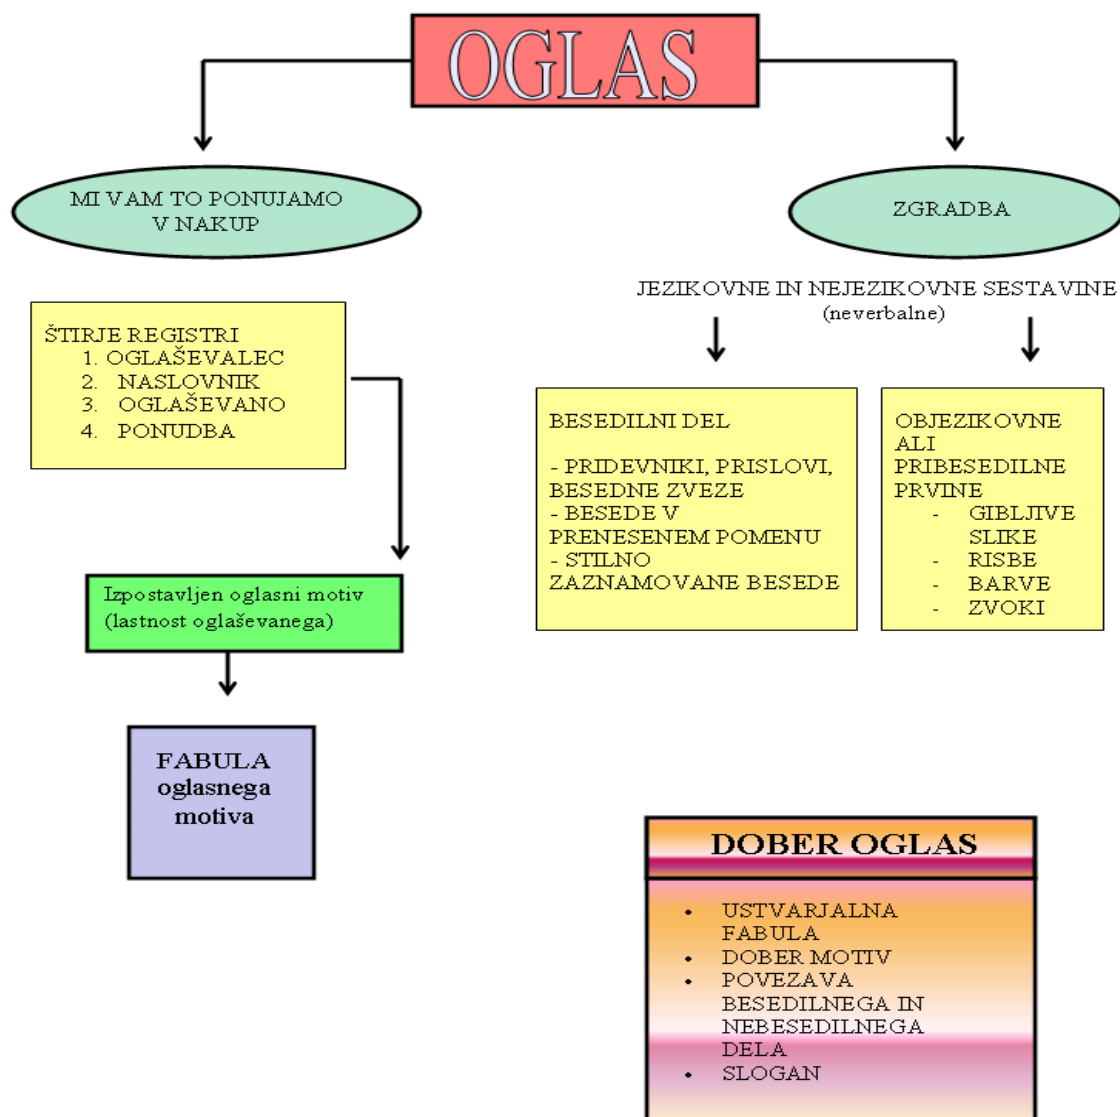 OGLAS
MI VAM TO PONUJAMO
V NAKUP
ZGRADBA
JEZIKOVNE IN NEJEZIKOVNE SESTAVINE
(neverbalne)
ŠTIRJE REGISTRI
1. OGLAŠEVALEC
2. NASLOVNIK
3. OGLAŠEVANO
4. PONUDBA
BESEDILNI DEL
- PRIDEVNIKI, PRISLOVI,
BESEDNE ZVEZE
- BESEDE V
PRENESENEM POMENU
- STILNO
ZAZNAMOVANE BESEDE
OBJEZIKOVNE
ALI
PRIBESEDILNE
PRVINE
- GIBLJIVE
SLIKE
- RISBE
- BARVE
- ZVOKI
Izpostavljen oglasni motiv
(lastnost oglaševanega)
FABULA
oglasnega
motiva
DOBER OGLAS
• USTVARJALNA
FABULA
• DOBER MOTIV
• POVEZAVA
BESEDILNEGA IN
NEBESEDILNEGA
DELA
• SLOGAN